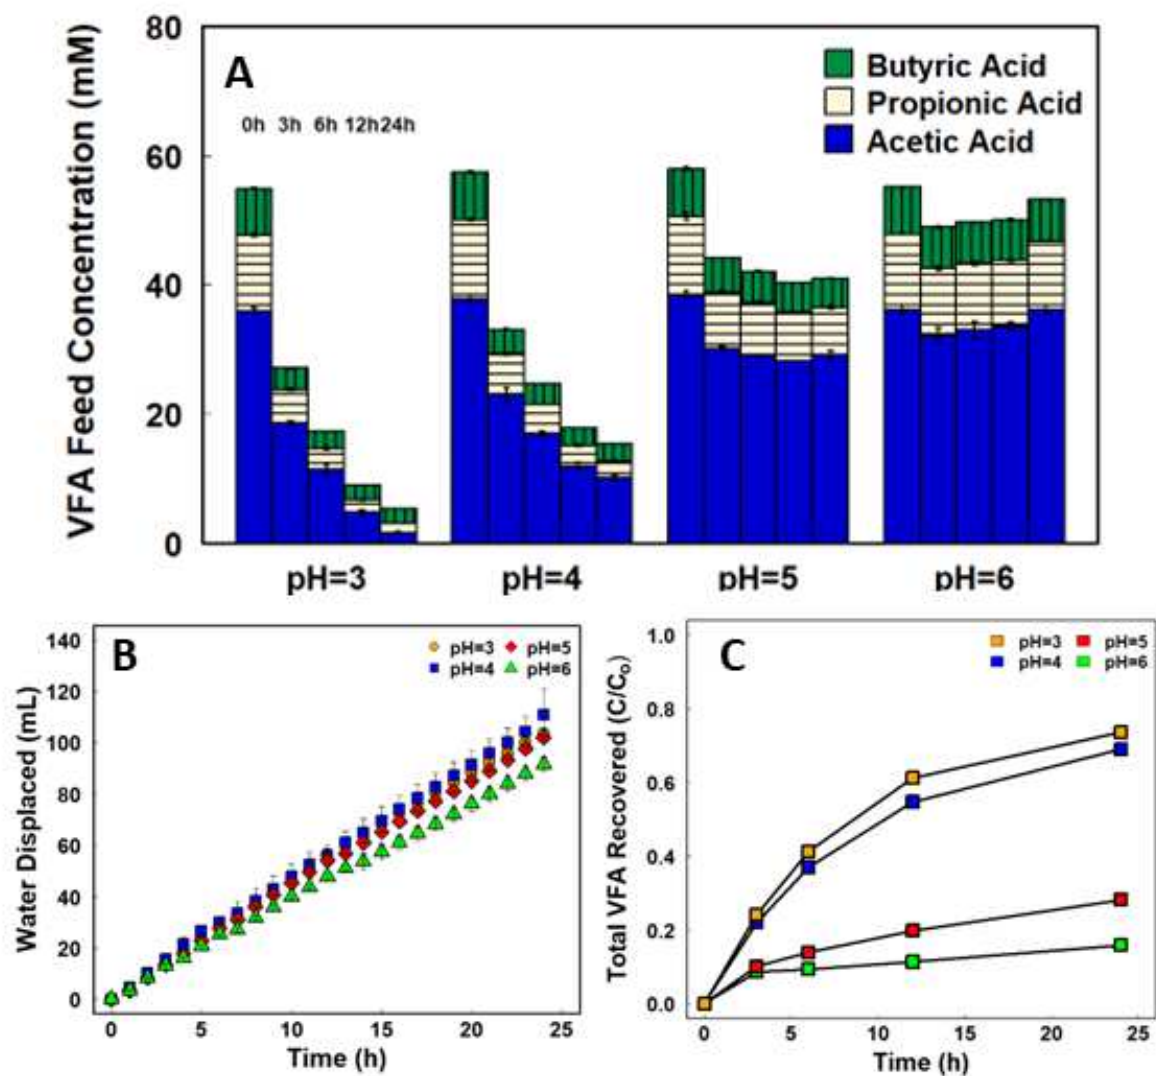 80
60
40
20
0
VFA Feed Concentration (mM)
A
0h 3h 6h 12h 24h
Butyric Acid
Propionic Acid
Acetic Acid
pH=3 pH=4 pH=5 pH=6
B
140
120
100
80
60
40
20
0
Water Displaced (mL)
pH=3 pH=5
pH=4 pH=6
0 5 10 15 20 25
Time (h)
C
1.0
0.8
0.6
0.4
0.2
0.0
Total VFA Recovered (C/Co)
pH=3 pH=5
pH=4 pH=6
0 5 10 15 20 25
Time (h)